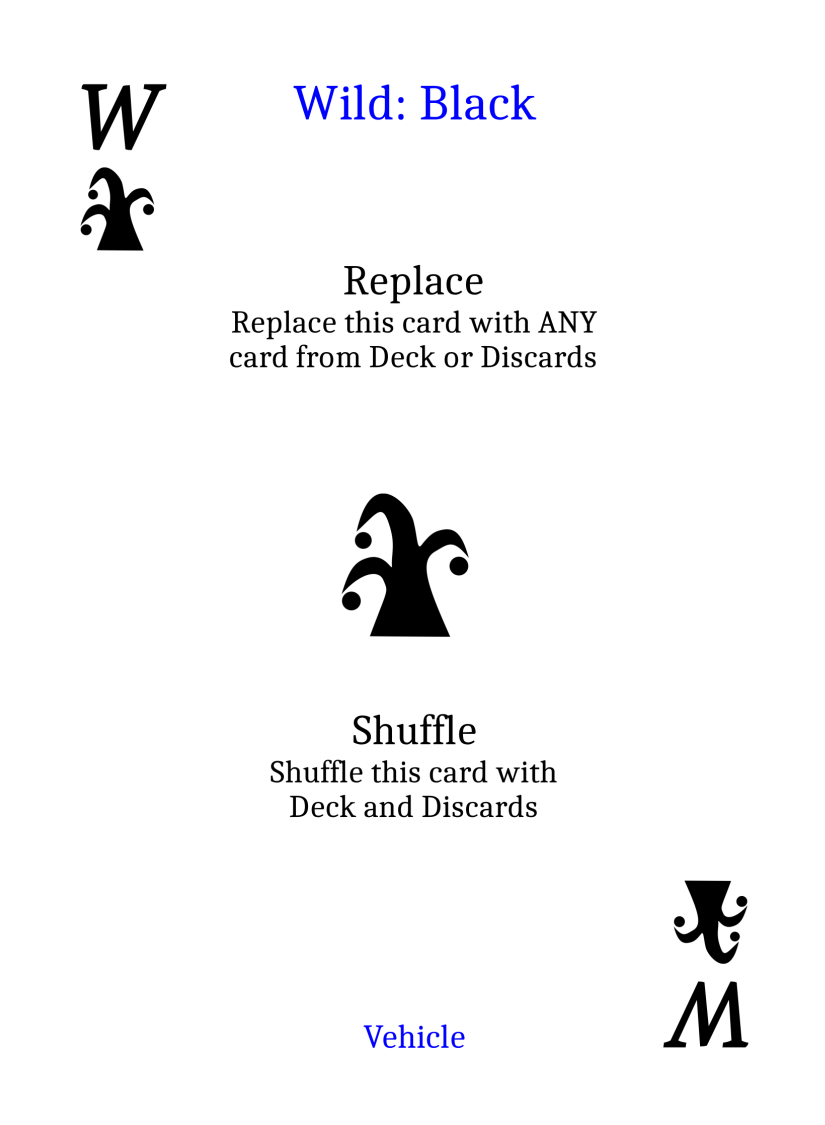 W
Wild: Black
Replace
Replace this card with ANY
card from Deck or Discards
Shuffle
Shuffle this card with
Deck and Discards
W
Vehicle